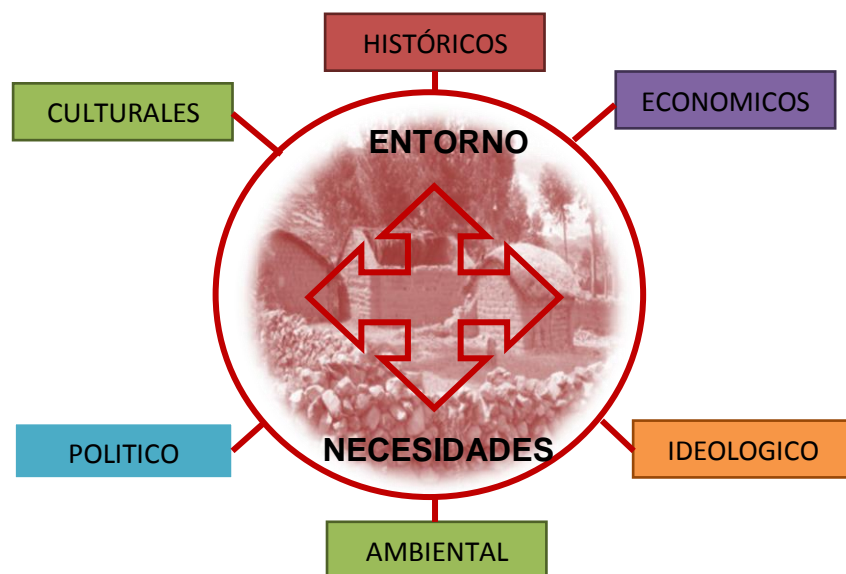 HISTÓRICOS
CULTURALES
ECONOMICOS
ENTORNO
POLITICO
NECESIDADES
IDEOLOGICO
AMBIENTAL